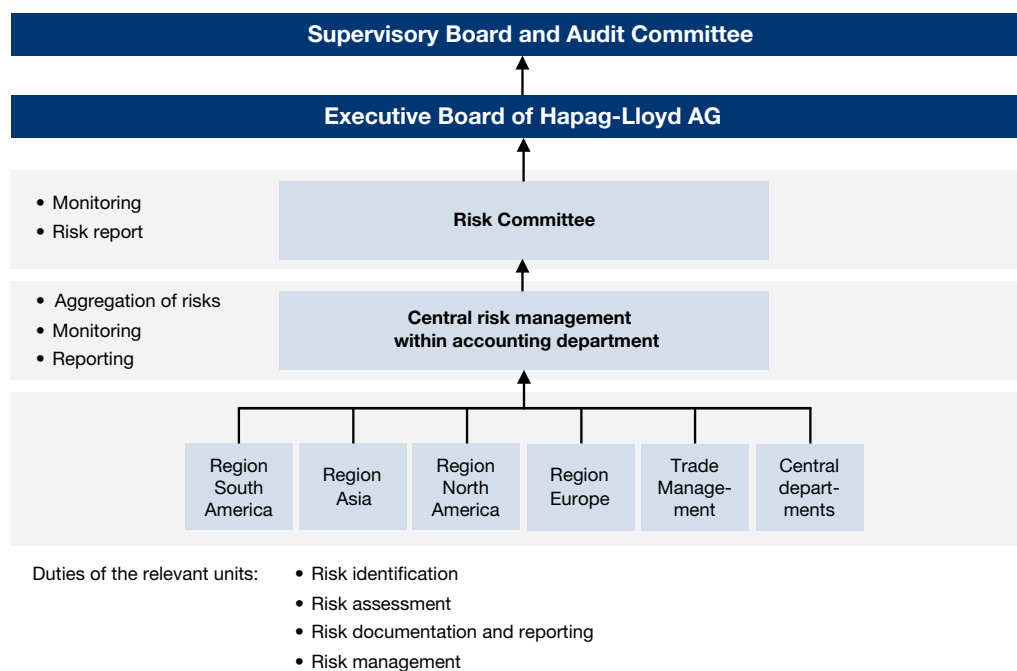 Supervisory Board and Audit Committee
Executive Board of Hapag-Lloyd AG
• Monitoring
• Risk report
Risk Committee
• Aggregation of risks
• Monitoring
• Reporting
Central risk management
within accounting department
Region
South
America
Region
Asia
Region
North
America
Region
Europe
Trade
Manage-
ment
Central
depart-
ments
Duties of the relevant units:
• Risk identification
• Risk assessment
• Risk documentation and reporting
• Risk management